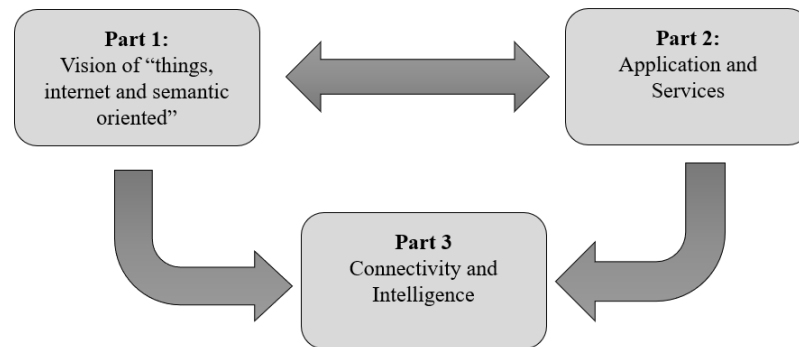 Part 1:
Vision of “things,
internet and semantic
oriented”
Part 2:
Application and
Services
Part 3
Connectivity and
Intelligence